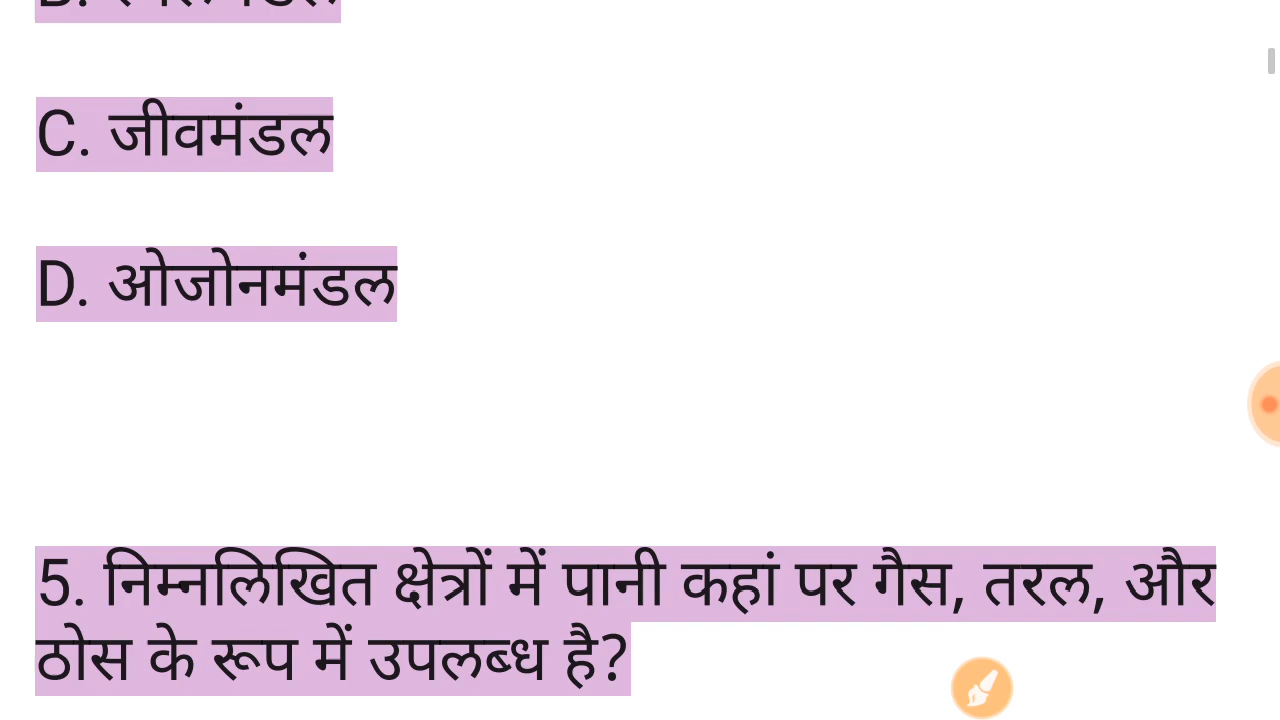 C. जीवमंडल
D. ओजोनमंडल
5. निम्नलिखित क्षेत्रों में पानी कहां पर गैस, तरल, और
ठोस के रूप में उपलब्ध है?